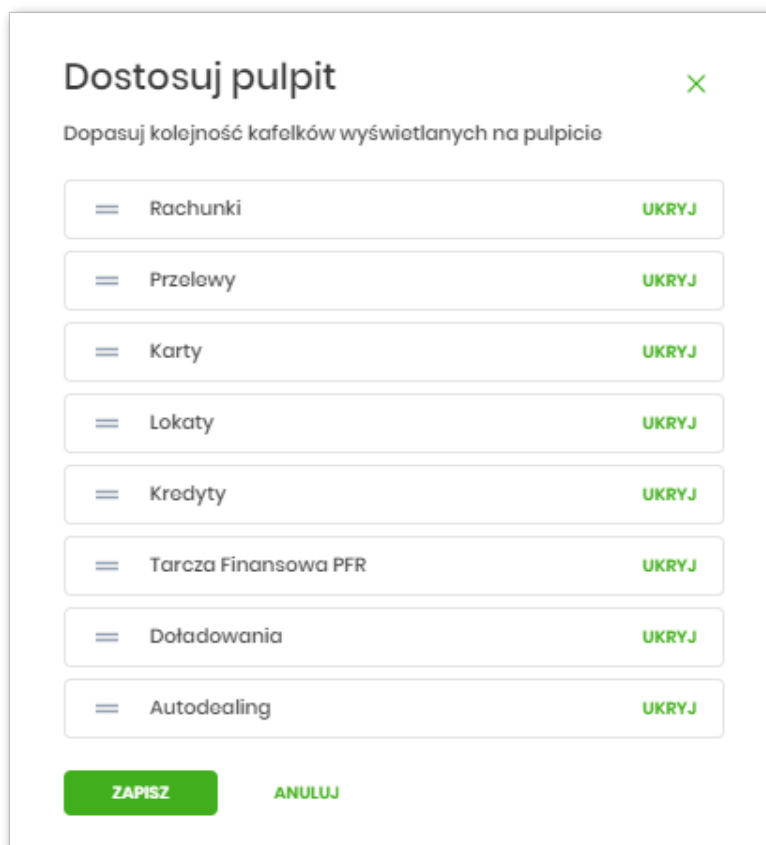 Dostosuj pulpit
Dopasuj kolejność kafelków wyświetlanych na pulpicie
Rachunki UKRYJ
Przelewy UKRYJ
Karty UKRYJ
Lokaty UKRYJ
Kredyty UKRYJ
Tarcza Finansowa PFR UKRYJ
Doładowania UKRYJ
Autodealing UKRYJ
ZAPISZ ANULUJ